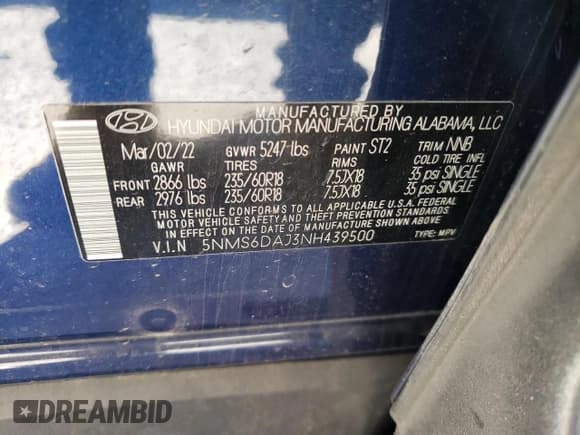 MANUFACTURED BY
HYUNDAI MOTOR MANUFACTURING ALABAMA, LLC
Mar/02/22 GVWR 5247 lbs PAINT ST2 TRIM NNB
GAWR TIRES RIMS COLD TIRE INFL
FRONT 2866 lbs 235/60R18 7.5JX18 35 psi SINGLE
REAR 2976 lbs 235/60R18 7.5JX18 35 psi SINGLE
THIS VEHICLE CONFORMS TO ALL APPLICABLE U.S.A. FEDERAL
MOTOR VEHICLE SAFETY AND THEFT PREVENTION STANDARDS
IN EFFECT ON THE DATE OF MANUFACTURE SHOWN ABOVE.
V.I.N 5NMS6DAJ3NH439500 TYPE: MPV
DREAMBID